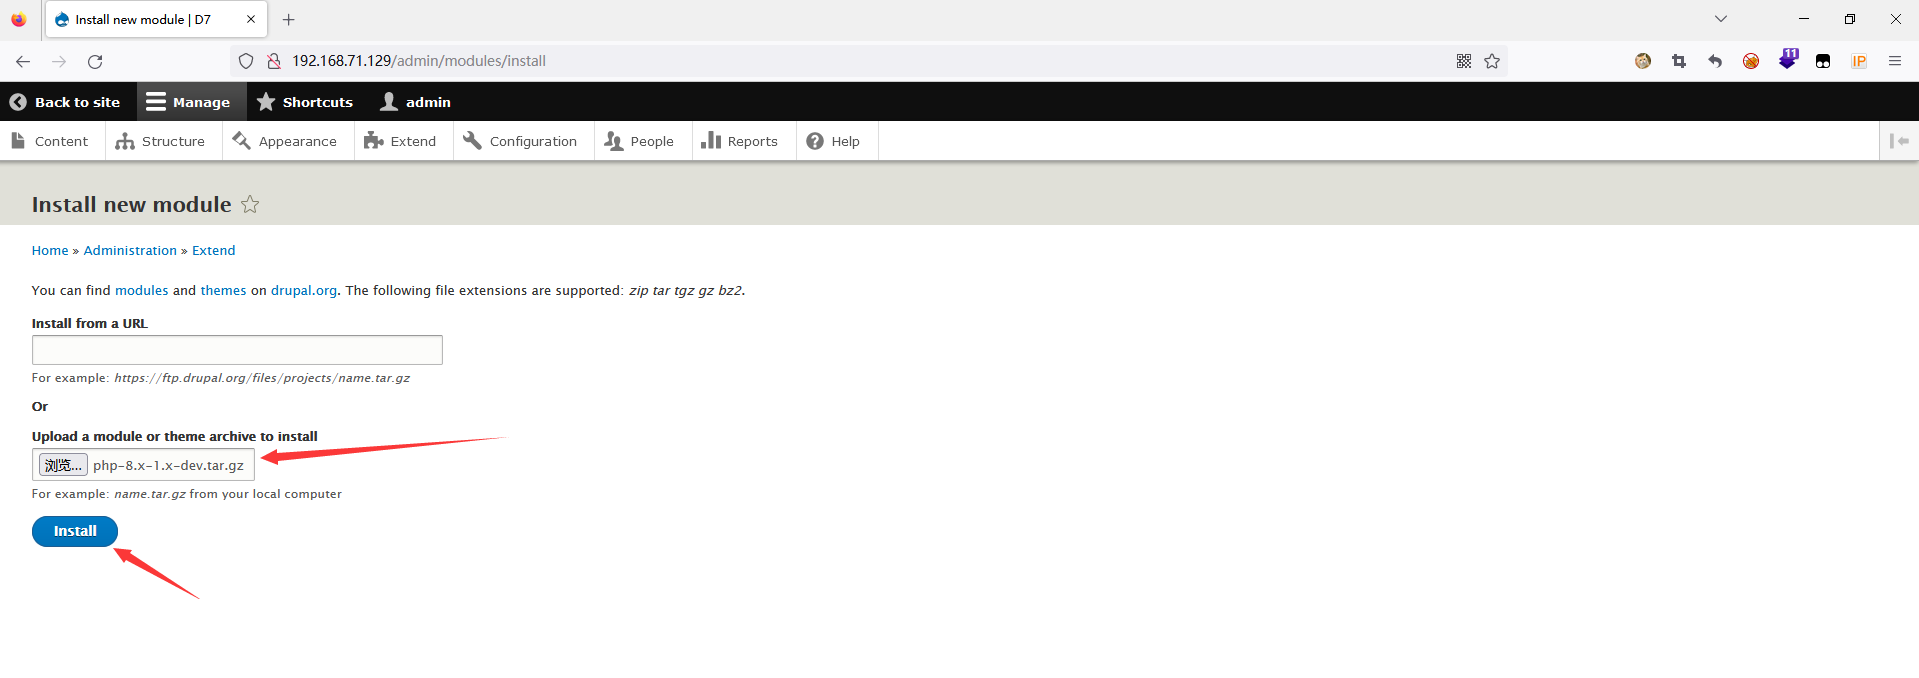 Install new module | D7
192.168.71.129/admin/modules/install
11
IP
Back to site Manage Shortcuts admin
Content Structure Appearance Extend Configuration People Reports Help
Install new module
Home » Administration » Extend
You can find modules and themes on drupal.org. The following file extensions are supported: zip tar tgz gz bz2.
Install from a URL
For example: https://ftp.drupal.org/files/projects/name.tar.gz
Or
Upload a module or theme archive to install
浏览... php-8.x-1.x-dev.tar.gz
For example: name.tar.gz from your local computer
Install